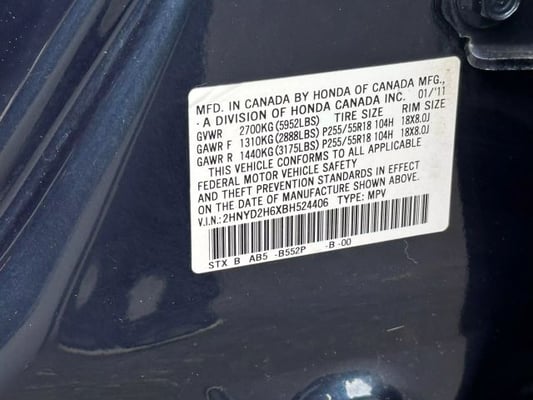 MFD. IN CANADA BY HONDA OF CANADA MFG.,
· A DIVISION OF HONDA CANADA INC. 01/'11
GVWR 2700KG (5952LBS) TIRE SIZE RIM SIZE
GAWR F 1310KG (2888LBS) P255/55R18 104H 18X8.0J
GAWR R 1440KG (3175LBS) P255/55R18 104H 18X8.0J
THIS VEHICLE CONFORMS TO ALL APPLICABLE
FEDERAL MOTOR VEHICLE SAFETY
AND THEFT PREVENTION STANDARDS IN EFFECT
ON THE DATE OF MANUFACTURE SHOWN ABOVE.
V.I.N.: 2HNYD2H6XBH524406 TYPE: MPV
STX B AB5 -B552P -B -00